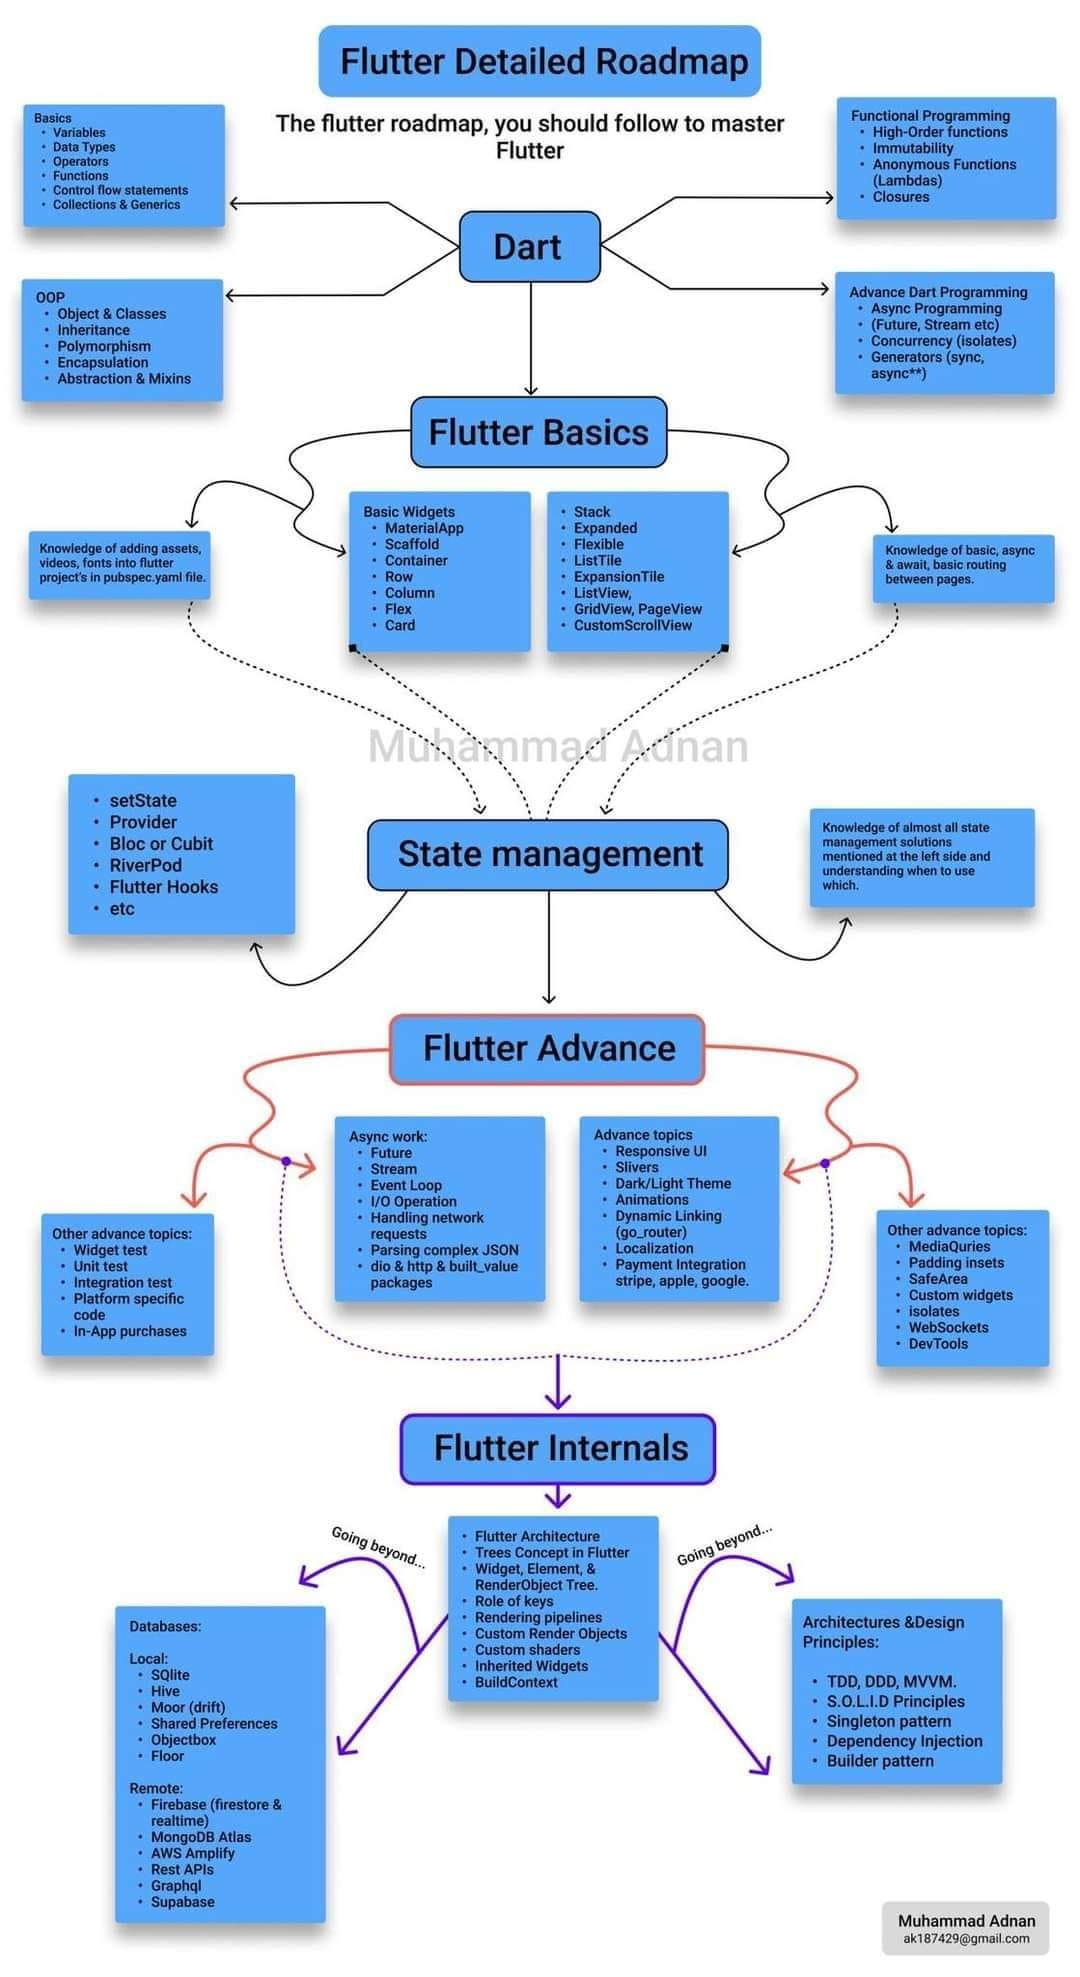 Flutter Detailed Roadmap
The flutter roadmap, you should follow to master
Flutter
Basics
• Variables
• Data Types
• Operators
• Functions
• Control flow statements
• Collections & Generics
Functional Programming
• High-Order functions
• Immutability
• Anonymous Functions
(Lambdas)
• Closures
Dart
OOP
• Object & Classes
• Inheritance
• Polymorphism
• Encapsulation
• Abstraction & Mixins
Advance Dart Programming
• Async Programming
• (Future, Stream etc)
• Concurrency (isolates)
• Generators (sync,
async**)
Flutter Basics
Knowledge of adding assets,
videos, fonts into flutter
project's in pubspec.yaml file.
Basic Widgets
• MaterialApp
• Scaffold
• Container
• Row
• Column
• Flex
• Card
• Stack
• Expanded
• Flexible
• ListTile
• ExpansionTile
• ListView,
• GridView, PageView
• CustomScrollView
Knowledge of basic, async
& await, basic routing
between pages.
Muhammad Adnan
• setState
• Provider
• Bloc or Cubit
• RiverPod
• Flutter Hooks
• etc
State management
Knowledge of almost all state
management solutions
mentioned at the left side and
understanding when to use
which.
Flutter Advance
Other advance topics:
• Widget test
• Unit test
• Integration test
• Platform specific
code
• In-App purchases
Async work:
• Future
• Stream
• Event Loop
• I/O Operation
• Handling network
requests
• Parsing complex JSON
• dio & http & built_value
packages
Advance topics
• Responsive UI
• Slivers
• Dark/Light Theme
• Animations
• Dynamic Linking
(go_router)
• Localization
• Payment Integration
stripe, apple, google.
Other advance topics:
• MediaQuries
• Padding insets
• SafeArea
• Custom widgets
• isolates
• WebSockets
• DevTools
Flutter Internals
Going beyond...
• Flutter Architecture
• Trees Concept in Flutter
• Widget, Element, &
RenderObject Tree.
• Role of keys
• Rendering pipelines
• Custom Render Objects
• Custom shaders
• Inherited Widgets
• BuildContext
Going beyond...
Databases:
Local:
• SQlite
• Hive
• Moor (drift)
• Shared Preferences
• Objectbox
• Floor
Remote:
• Firebase (firestore &
realtime)
• MongoDB Atlas
• AWS Amplify
• Rest APIs
• Graphql
• Supabase
Architectures &Design
Principles:
• TDD, DDD, MVVM.
• S.O.L.I.D Principles
• Singleton pattern
• Dependency Injection
• Builder pattern
Muhammad Adnan
ak187429@gmail.com